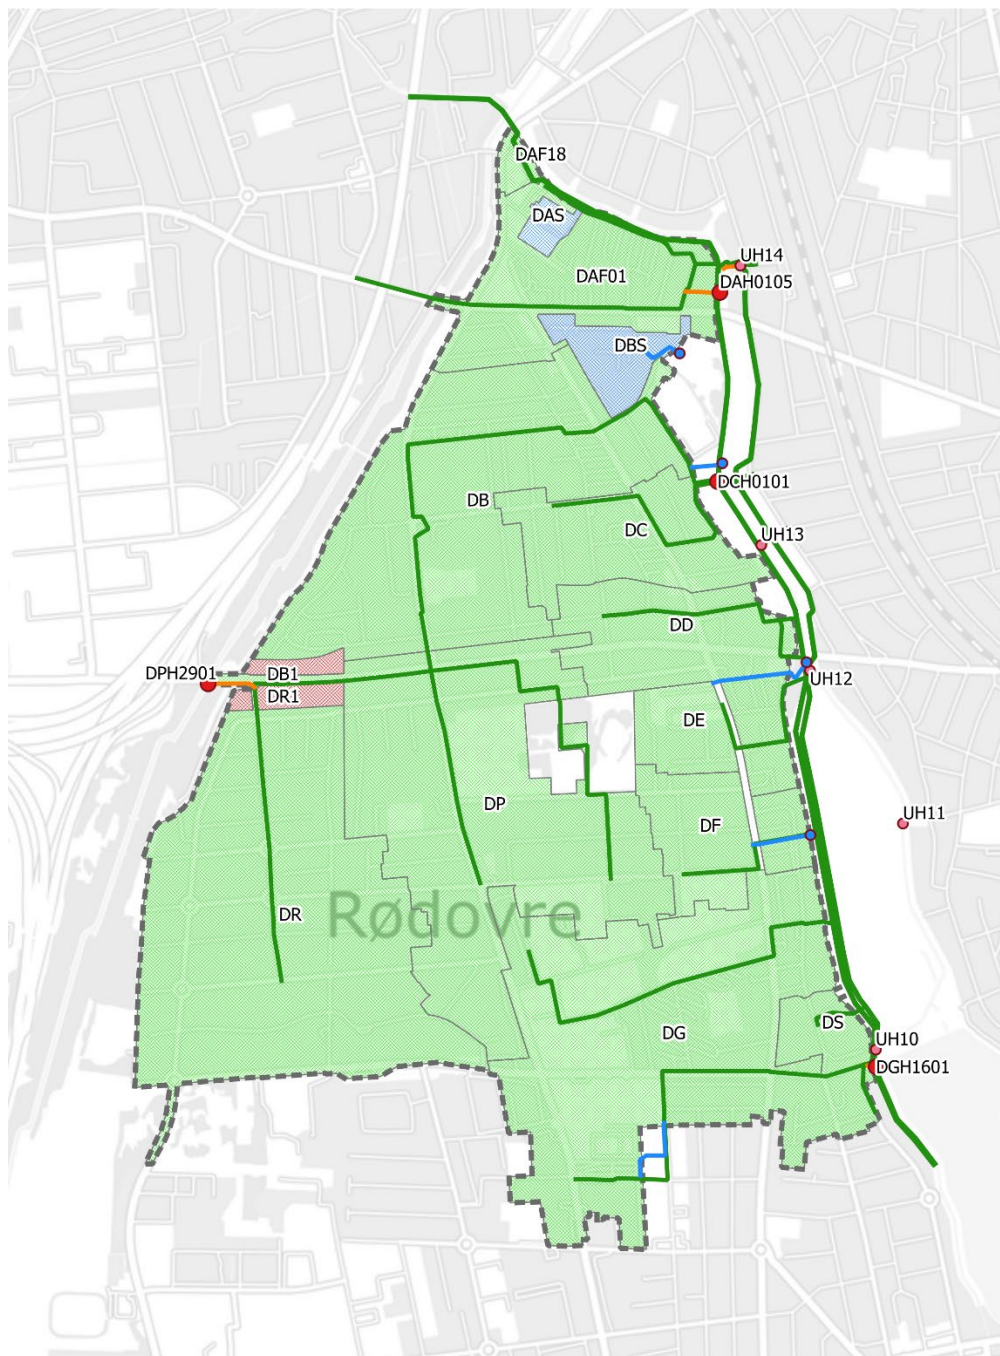 DAF18
DAS
UH14
DAF01
DAH0105
DBS
DCH0101
DB
DC
UH13
DD
DPH2901
DB1
UH12
DR1
DE
DP
UH11
DF
DR
Rødovre
DS
DG
UH10
DGH1601